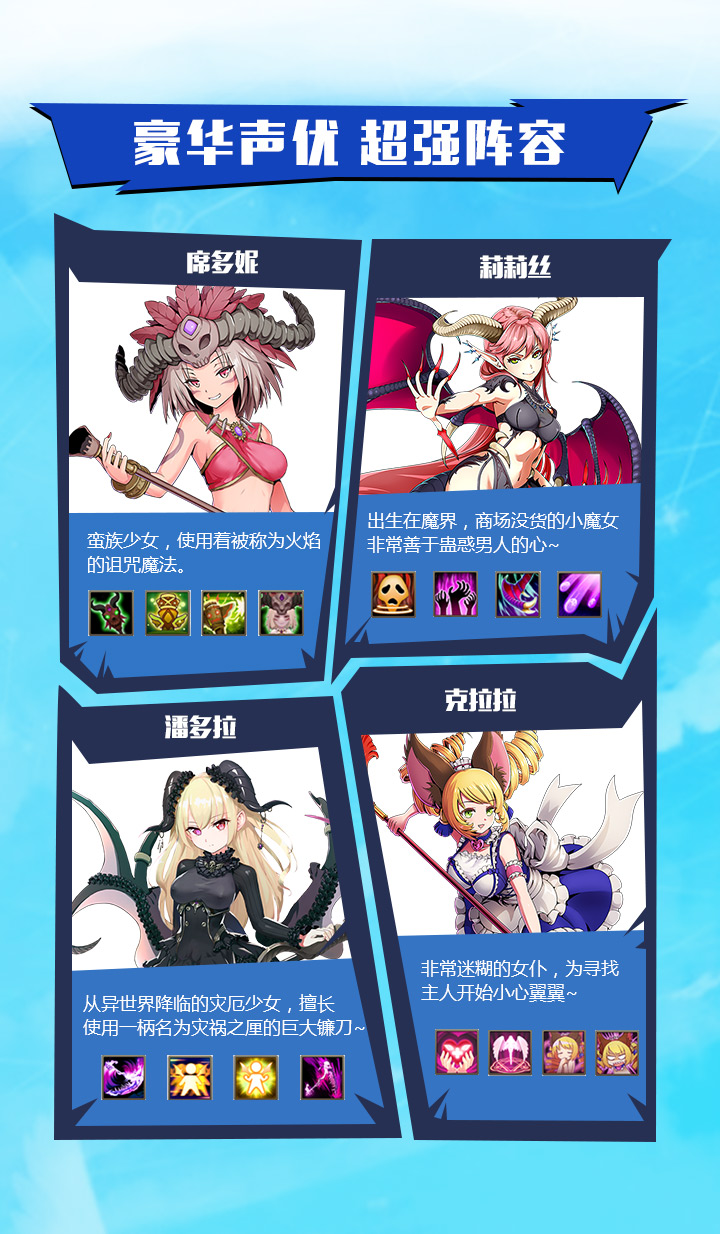 豪华声优 超强阵容
席多妮
蛮族少女，使用着被称为火焰
的诅咒魔法。
莉莉丝
出生在魔界，商场没货的小魔女
非常善于蛊惑男人的心~
潘多拉
从异世界降临的灾厄少女，擅长
使用一柄名为灾祸之厘的巨大镰刀~
克拉拉
非常迷糊的女仆，为寻找
主人开始小心翼翼~